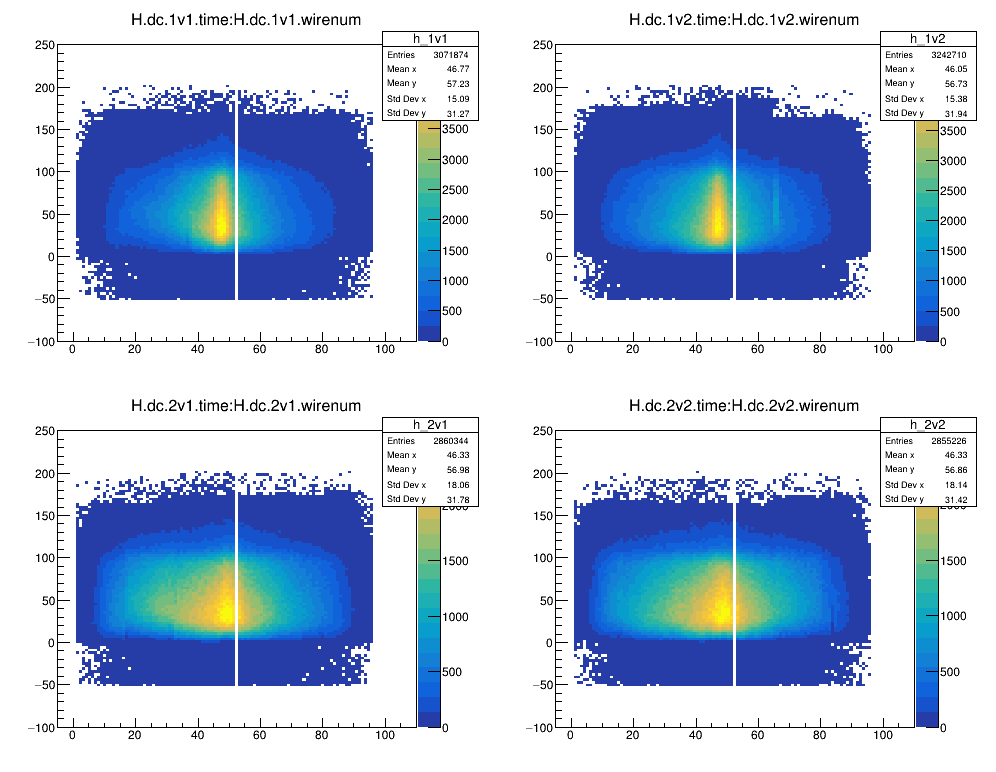 H.dc.1v1.time:H.dc.1v1.wirenum
h_1v1
Entries 3071874
Mean x 46.77
Mean y 57.23
Std Dev x 15.09
Std Dev y 31.27
250
200
150
100
50
0
−50
−100
0 20 40 60 80 100
3500
3000
2500
2000
1500
1000
500
0
H.dc.1v2.time:H.dc.1v2.wirenum
h_1v2
Entries 3242710
Mean x 46.05
Mean y 56.73
Std Dev x 15.38
Std Dev y 31.94
250
200
150
100
50
0
−50
−100
0 20 40 60 80 100
3500
3000
2500
2000
1500
1000
500
0
H.dc.2v1.time:H.dc.2v1.wirenum
h_2v1
Entries 2860344
Mean x 46.33
Mean y 56.98
Std Dev x 18.06
Std Dev y 31.78
250
200
150
100
50
0
−50
−100
0 20 40 60 80 100
2000
1500
1000
500
0
H.dc.2v2.time:H.dc.2v2.wirenum
h_2v2
Entries 2855226
Mean x 46.33
Mean y 56.86
Std Dev x 18.14
Std Dev y 31.42
250
200
150
100
50
0
−50
−100
0 20 40 60 80 100
2000
1500
1000
500
0